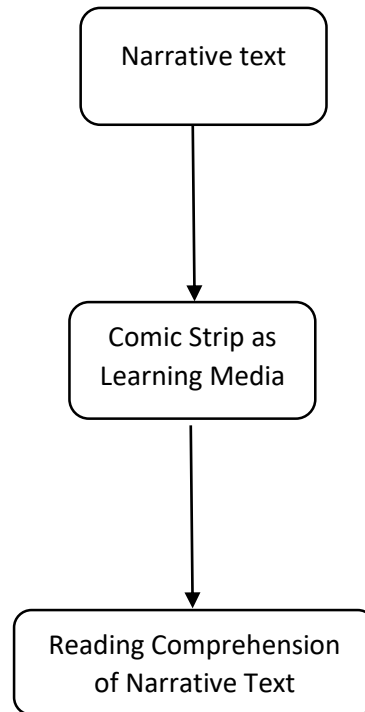 Narrative text
Comic Strip as
Learning Media
Reading Comprehension
of Narrative Text